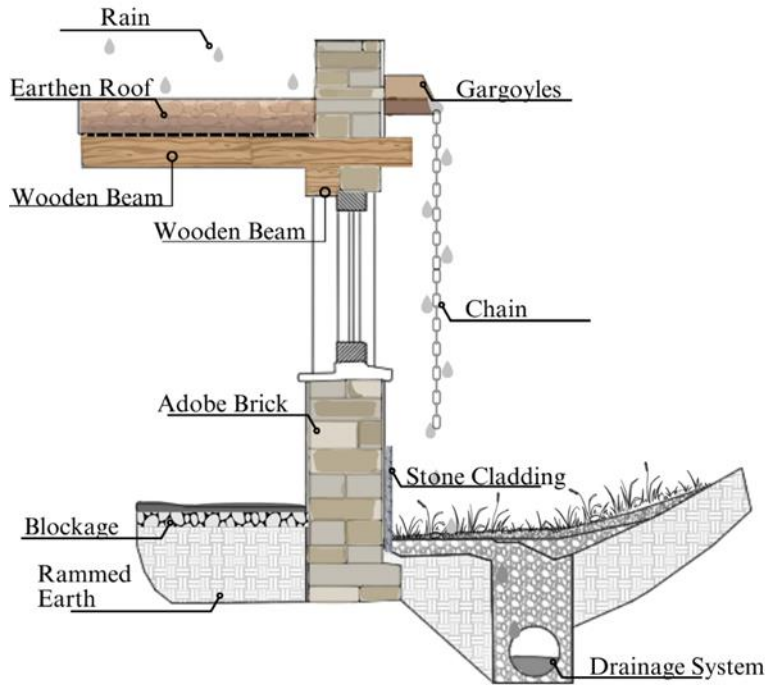 Rain
Earthen Roof
Gargoyles
Wooden Beam
Wooden Beam
Chain
Adobe Brick
Stone Cladding
Blockage
Rammed
Earth
Drainage System